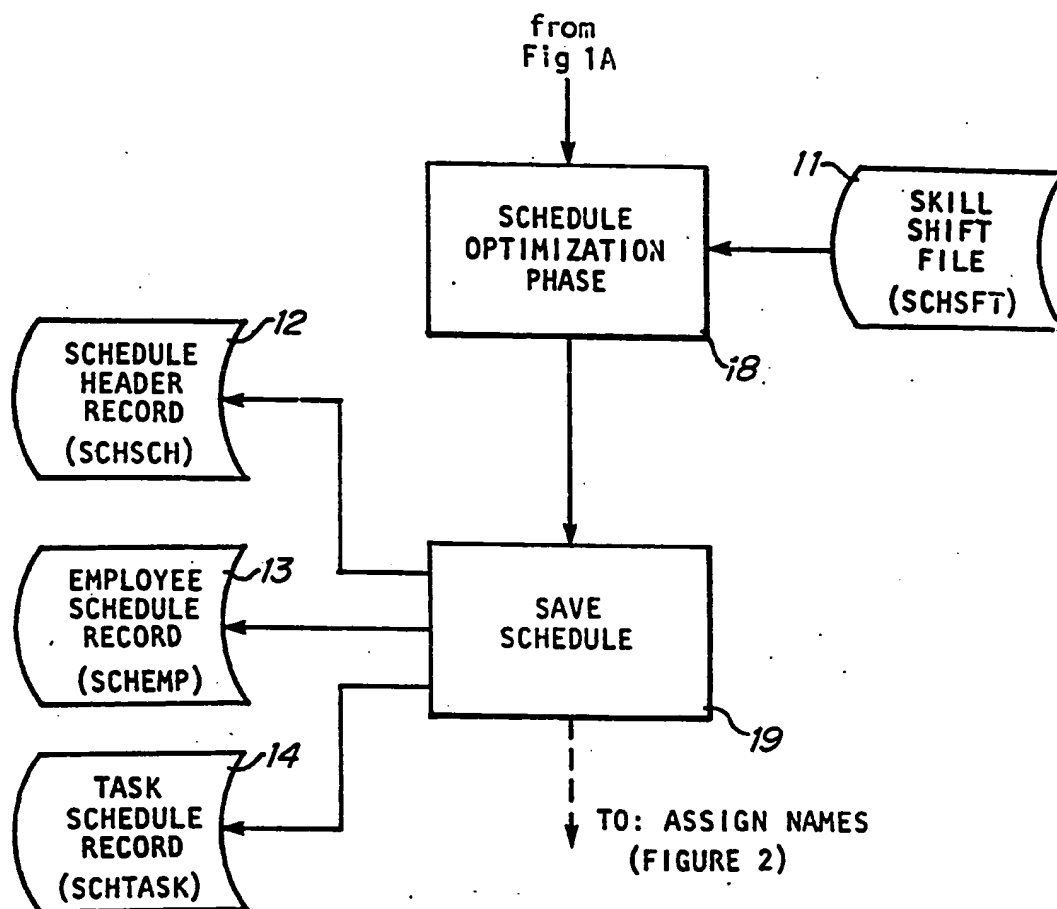 from
Fig 1A
SCHEDULE
OPTIMIZATION
PHASE
18
11
SKILL
SHIFT
FILE
(SCHSFT)
12
SCHEDULE
HEADER
RECORD
(SCHSCH)
13
EMPLOYEE
SCHEDULE
RECORD
(SCHEMP)
SAVE
SCHEDULE
19
14
TASK
SCHEDULE
RECORD
(SCHTASK)
TO: ASSIGN NAMES
(FIGURE 2)